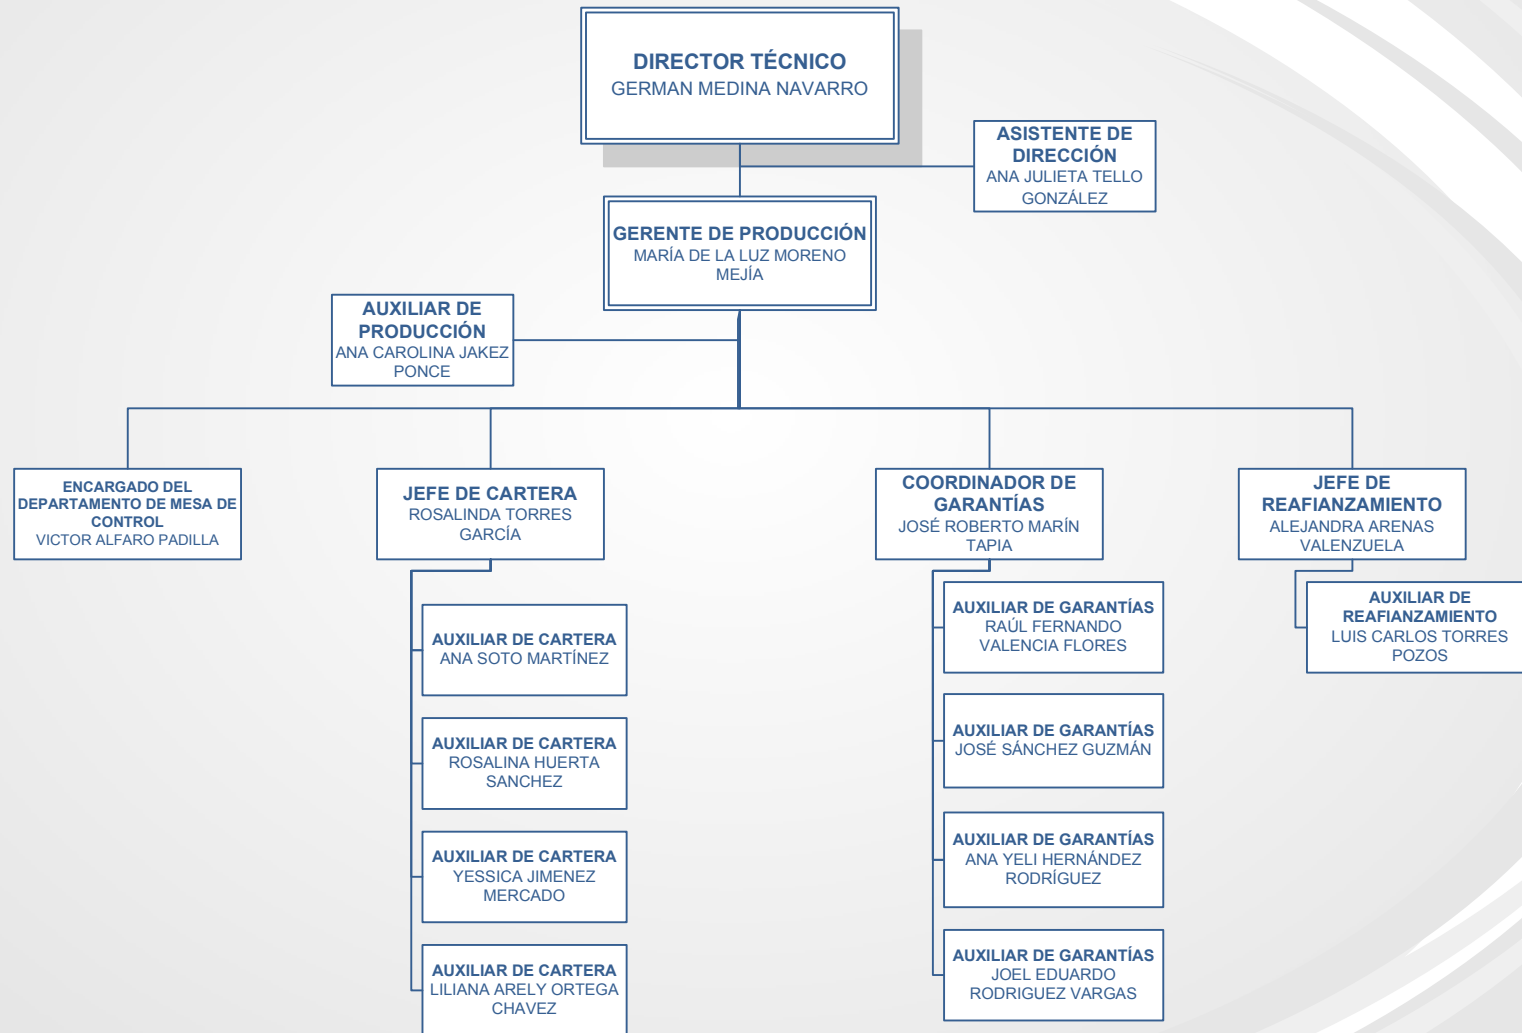 DIRECTOR TÉCNICO
GERMAN MEDINA NAVARRO
ASISTENTE DE
DIRECCIÓN
ANA JULIETA TELLO
GONZÁLEZ
GERENTE DE PRODUCCIÓN
MARÍA DE LA LUZ MORENO
MEJÍA
AUXILIAR DE
PRODUCCIÓN
ANA CAROLINA JAKEZ
PONCE
ENCARGADO DEL
DEPARTAMENTO DE MESA DE
CONTROL
VICTOR ALFARO PADILLA
JEFE DE CARTERA
ROSALINDA TORRES
GARCÍA
COORDINADOR DE
GARANTÍAS
JOSÉ ROBERTO MARÍN
TAPIA
JEFE DE
REAFIANZAMIENTO
ALEJANDRA ARENAS
VALENZUELA
AUXILIAR DE CARTERA
ANA SOTO MARTÍNEZ
AUXILIAR DE CARTERA
ROSALINA HUERTA
SANCHEZ
AUXILIAR DE CARTERA
YESSICA JIMENEZ
MERCADO
AUXILIAR DE CARTERA
LILIANA ARELY ORTEGA
CHAVEZ
AUXILIAR DE GARANTÍAS
RAÚL FERNANDO
VALENCIA FLORES
AUXILIAR DE GARANTÍAS
JOSÉ SÁNCHEZ GUZMÁN
AUXILIAR DE GARANTÍAS
ANA YELI HERNÁNDEZ
RODRÍGUEZ
AUXILIAR DE GARANTÍAS
JOEL EDUARDO
RODRIGUEZ VARGAS
AUXILIAR DE
REAFIANZAMIENTO
LUIS CARLOS TORRES
POZOS